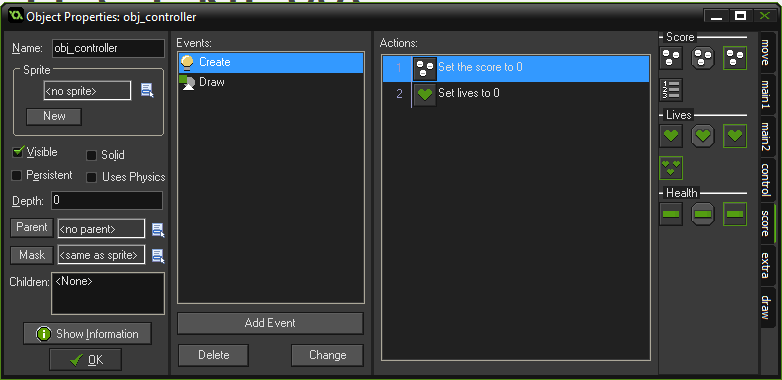 Object Properties: obj_controller
Name: obj_controller
Sprite
<no sprite>
New
Visible
Solid
Persistent
Uses Physics
Depth: 0
Parent <no parent>
Mask <same as sprite>
Children: <None>
Show Information
OK
Events:
Create
Draw
Add Event
Delete
Change
Actions:
1 Set the score to 0
2 Set lives to 0
Score
1
2
3
Lives
Health
move
main1
main2
control
score
extra
draw